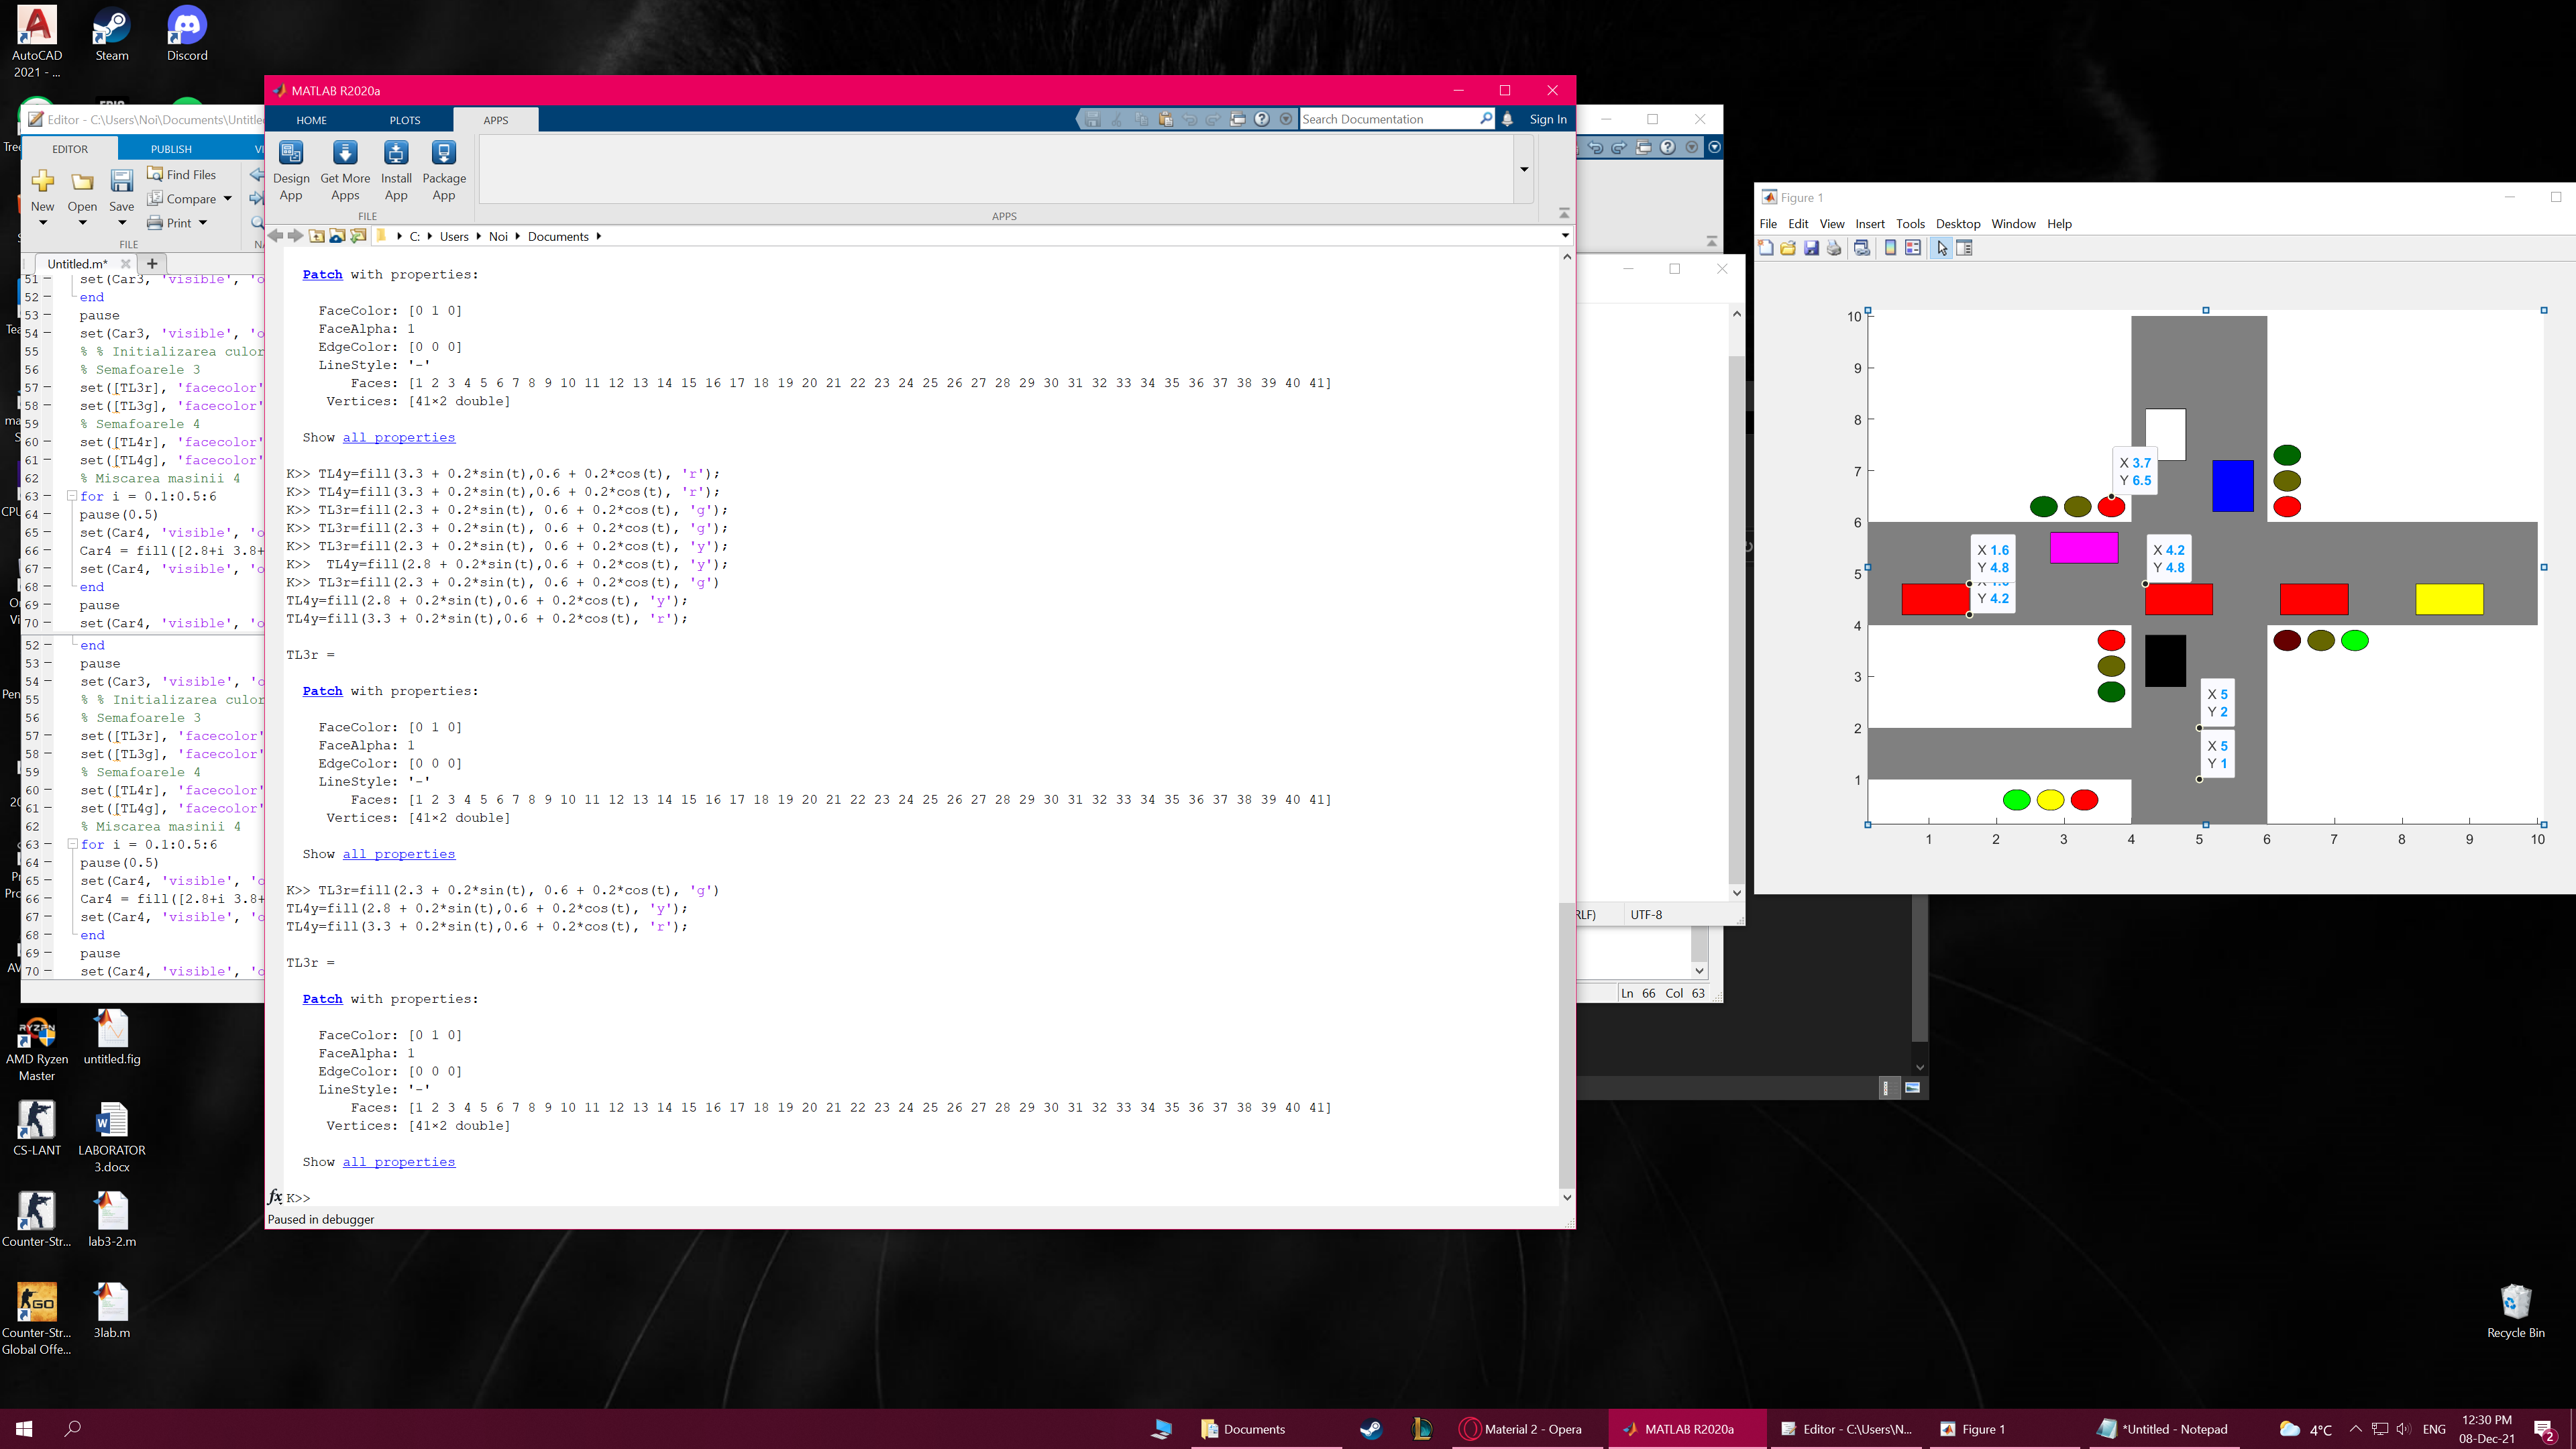 AutoCAD
2021 - ...
Steam
Discord
MATLAB R2020a
Editor - C:\Users\Noi\Documents\Untitle
HOME
PLOTS
APPS
Search Documentation
Sign In
EDITOR
PUBLISH
VI
New
Open
Save
Find Files
Compare
Print
FILE
NA
Design
App
Get More
Apps
Install
App
Package
App
FILE
APPS
C:
Users
Noi
Documents
Untitled.m*
51
set(Car3, 'visible', 'o
52
end
53
pause
54
set(Car3, 'visible', 'o
55
% % Initializarea culor
56
% Semafoarele 3
57
set([TL3r], 'facecolor'
58
set([TL3g], 'facecolor'
59
% Semafoarele 4
60
set([TL4r], 'facecolor'
61
set([TL4g], 'facecolor'
62
% Miscarea masinii 4
63
for i = 0.1:0.5:6
64
pause(0.5)
65
set(Car4, 'visible', 'o
66
Car4 = fill([2.8+i 3.8+
67
set(Car4, 'visible', 'o
68
end
69
pause
70
set(Car4, 'visible', 'o
52
end
53
pause
54
set(Car3, 'visible', 'o
55
% % Initializarea culor
56
% Semafoarele 3
57
set([TL3r], 'facecolor'
58
set([TL3g], 'facecolor'
59
% Semafoarele 4
60
set([TL4r], 'facecolor'
61
set([TL4g], 'facecolor'
62
% Miscarea masinii 4
63
for i = 0.1:0.5:6
64
pause(0.5)
65
set(Car4, 'visible', 'o
66
Car4 = fill([2.8+i 3.8+
67
set(Car4, 'visible', 'o
68
end
69
pause
70
set(Car4, 'visible', 'o
Patch with properties:
FaceColor: [0 1 0]
FaceAlpha: 1
EdgeColor: [0 0 0]
LineStyle: '-'
Faces: [1 2 3 4 5 6 7 8 9 10 11 12 13 14 15 16 17 18 19 20 21 22 23 24 25 26 27 28 29 30 31 32 33 34 35 36 37 38 39 40 41]
Vertices: [41×2 double]
Show all properties
K>> TL4y=fill(3.3 + 0.2*sin(t),0.6 + 0.2*cos(t), 'r');
K>> TL4y=fill(3.3 + 0.2*sin(t),0.6 + 0.2*cos(t), 'r');
K>> TL3r=fill(2.3 + 0.2*sin(t), 0.6 + 0.2*cos(t), 'g');
K>> TL3r=fill(2.3 + 0.2*sin(t), 0.6 + 0.2*cos(t), 'g');
K>> TL3r=fill(2.3 + 0.2*sin(t), 0.6 + 0.2*cos(t), 'y');
K>>  TL4y=fill(2.8 + 0.2*sin(t),0.6 + 0.2*cos(t), 'y');
K>> TL3r=fill(2.3 + 0.2*sin(t), 0.6 + 0.2*cos(t), 'g')
TL4y=fill(2.8 + 0.2*sin(t),0.6 + 0.2*cos(t), 'y');
TL4y=fill(3.3 + 0.2*sin(t),0.6 + 0.2*cos(t), 'r');
TL3r =
Patch with properties:
FaceColor: [0 1 0]
FaceAlpha: 1
EdgeColor: [0 0 0]
LineStyle: '-'
Faces: [1 2 3 4 5 6 7 8 9 10 11 12 13 14 15 16 17 18 19 20 21 22 23 24 25 26 27 28 29 30 31 32 33 34 35 36 37 38 39 40 41]
Vertices: [41×2 double]
Show all properties
K>> TL3r=fill(2.3 + 0.2*sin(t), 0.6 + 0.2*cos(t), 'g')
TL4y=fill(2.8 + 0.2*sin(t),0.6 + 0.2*cos(t), 'y');
TL4y=fill(3.3 + 0.2*sin(t),0.6 + 0.2*cos(t), 'r');
TL3r =
Patch with properties:
FaceColor: [0 1 0]
FaceAlpha: 1
EdgeColor: [0 0 0]
LineStyle: '-'
Faces: [1 2 3 4 5 6 7 8 9 10 11 12 13 14 15 16 17 18 19 20 21 22 23 24 25 26 27 28 29 30 31 32 33 34 35 36 37 38 39 40 41]
Vertices: [41×2 double]
Show all properties
fx K>>
Paused in debugger
RLF)
UTF-8
Ln 66 Col 63
Figure 1
File Edit View Insert Tools Desktop Window Help
10
9
8
7
6
5
4
3
2
1
X 3.7
Y 6.5
X 1.6
Y 4.8
Y 4.2
X 4.2
Y 4.8
X 5
Y 2
X 5
Y 1
1 2 3 4 5 6 7 8 9 10
AMD Ryzen
Master
untitled.fig
CS-LANT
LABORATOR
3.docx
Counter-Str...
lab3-2.m
GO
Counter-Str...
Global Offe...
3lab.m
Recycle Bin
Documents
Material 2 - Opera
MATLAB R2020a
Editor - C:\Users\N...
Figure 1
*Untitled - Notepad
4°C
ENG
12:30 PM
08-Dec-21
2